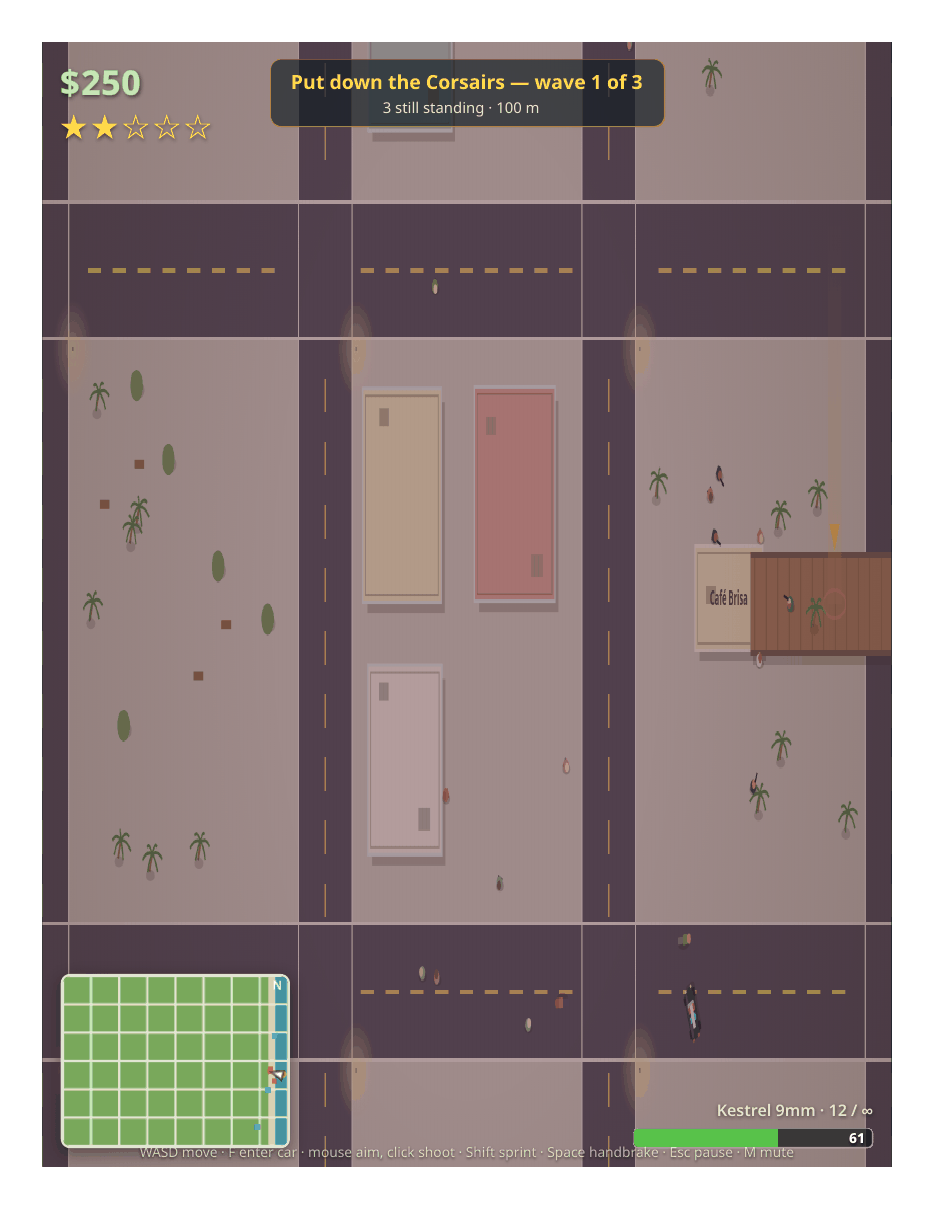 $250
★★☆☆☆
Put down the Corsairs — wave 1 of 3
3 still standing · 100 m
Café Brisa
N
Kestrel 9mm · 12 / ∞
61
WASD move · F enter car · mouse aim, click shoot · Shift sprint · Space handbrake · Esc pause · M mute